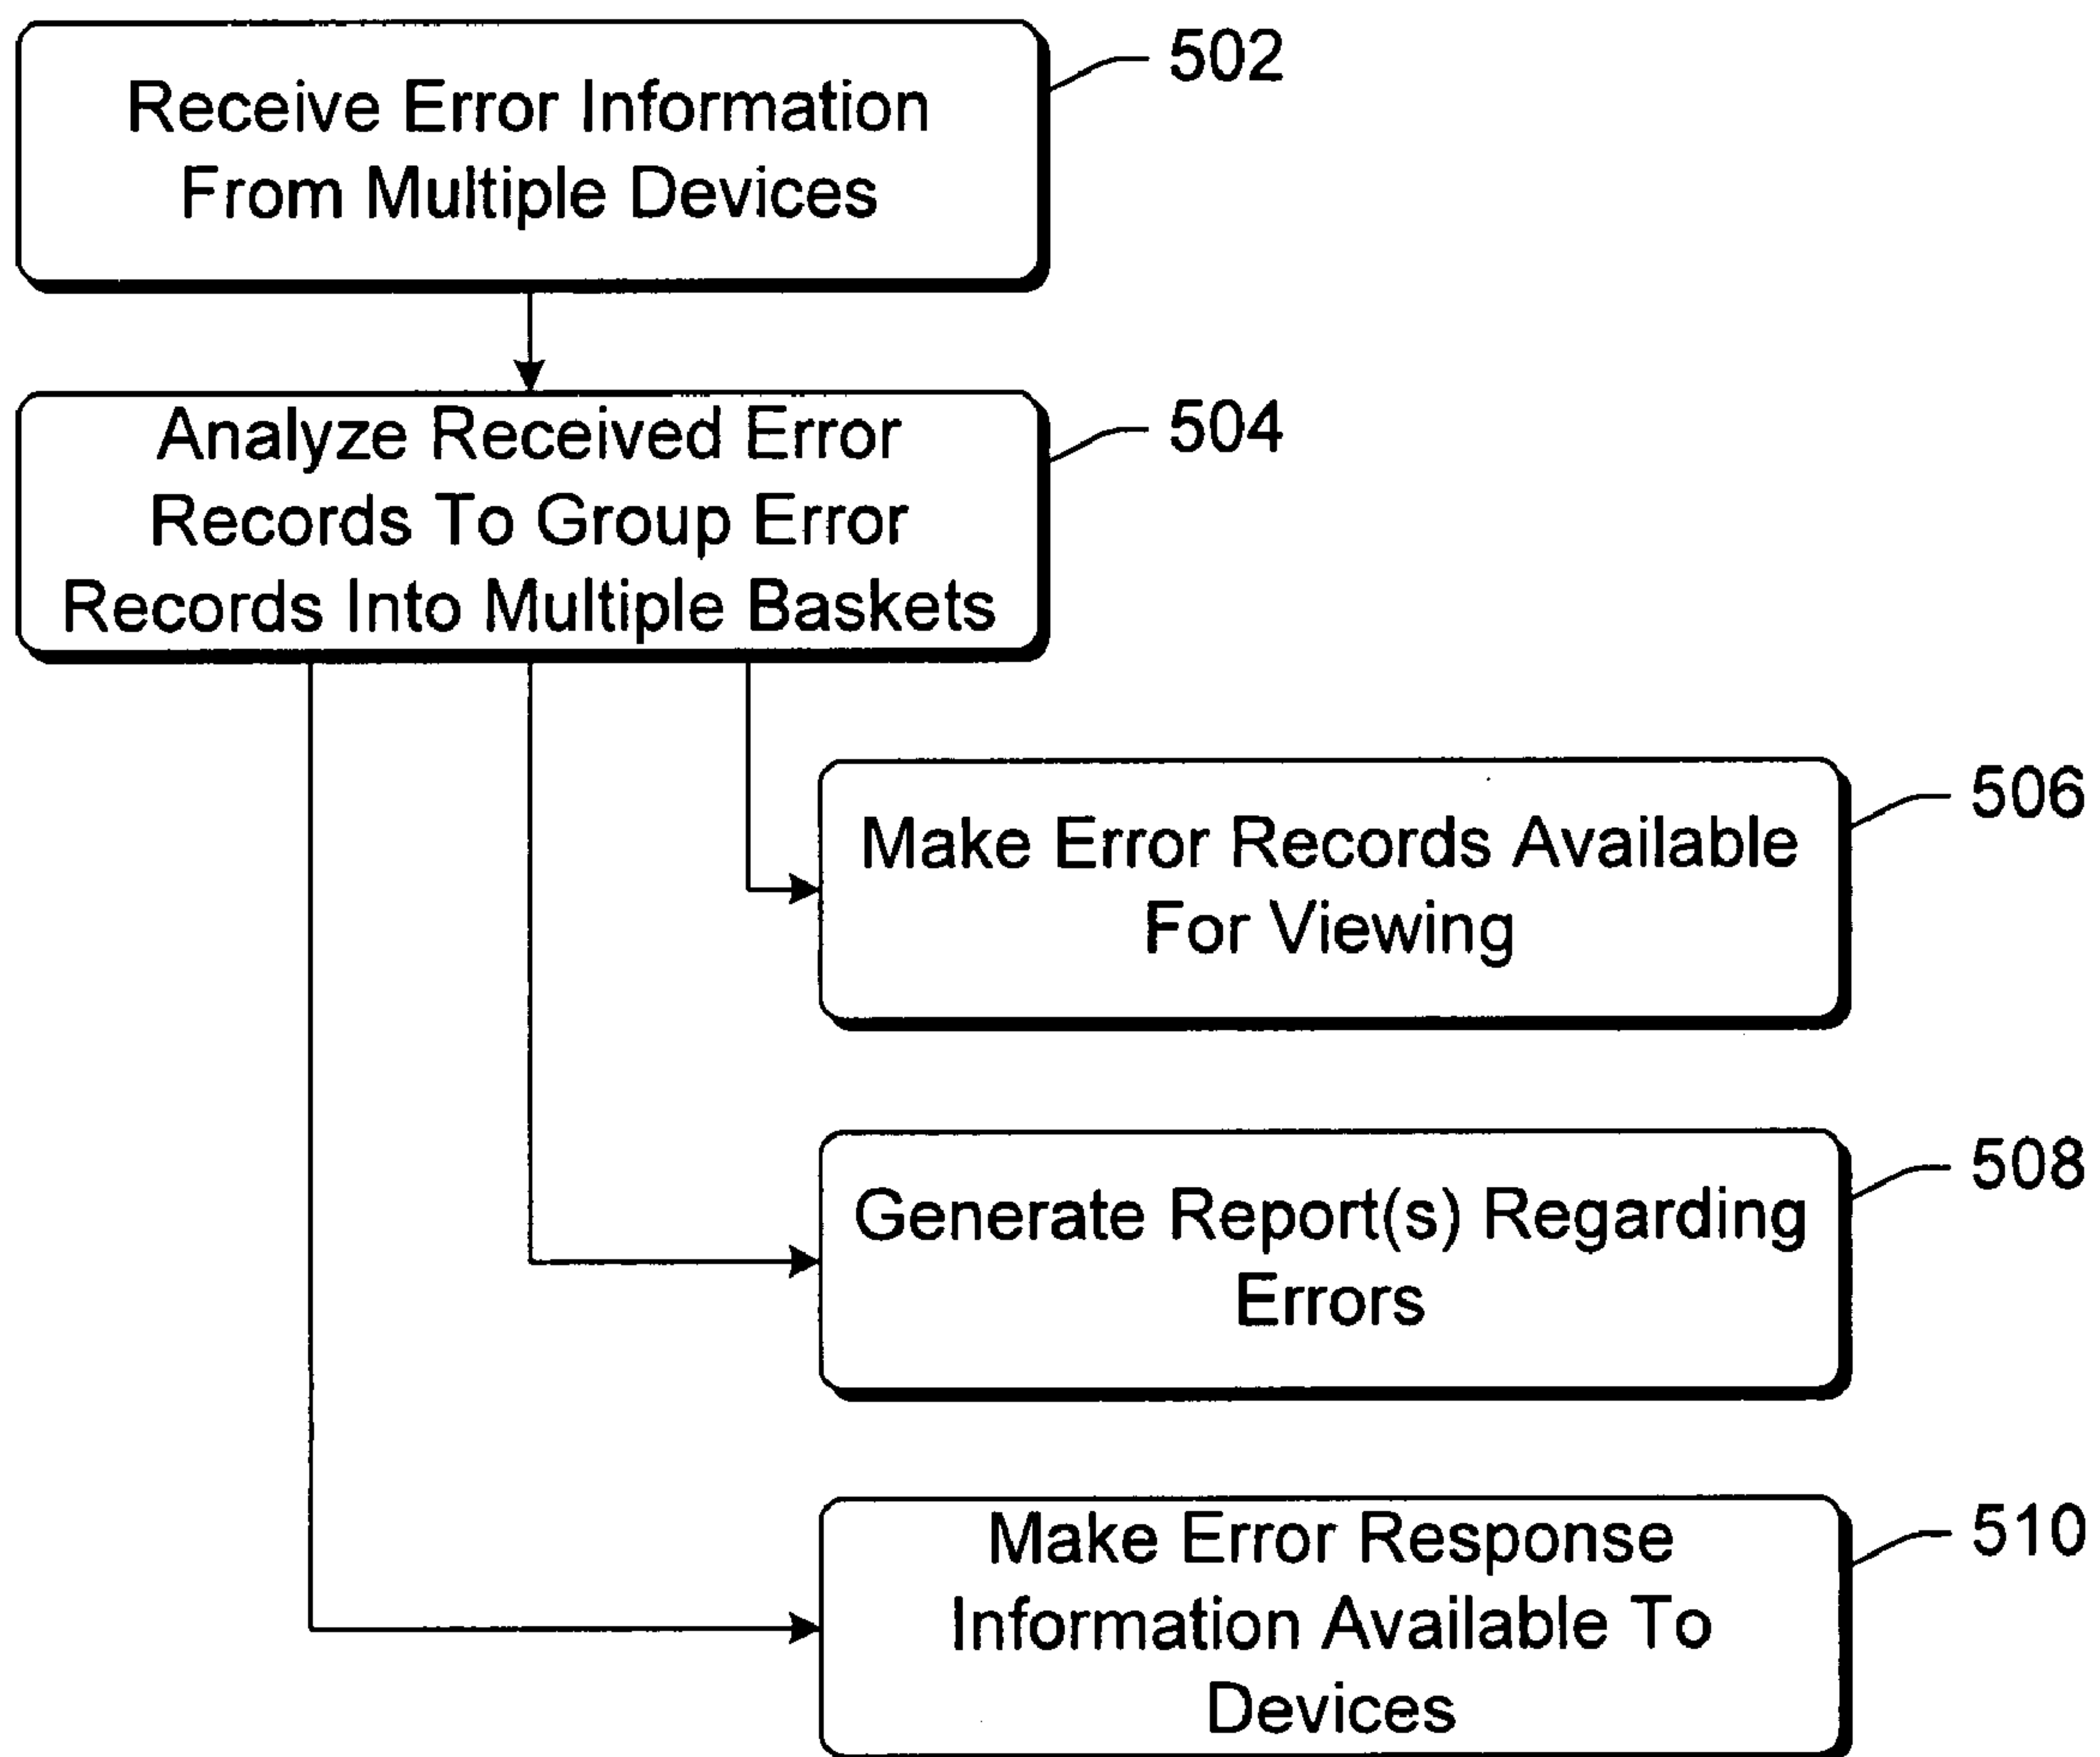 Receive Error Information
From Multiple Devices
502
Analyze Received Error
Records To Group Error
Records Into Multiple Baskets
504
Make Error Records Available
For Viewing
506
Generate Report(s) Regarding
Errors
508
Make Error Response
Information Available To
Devices
510